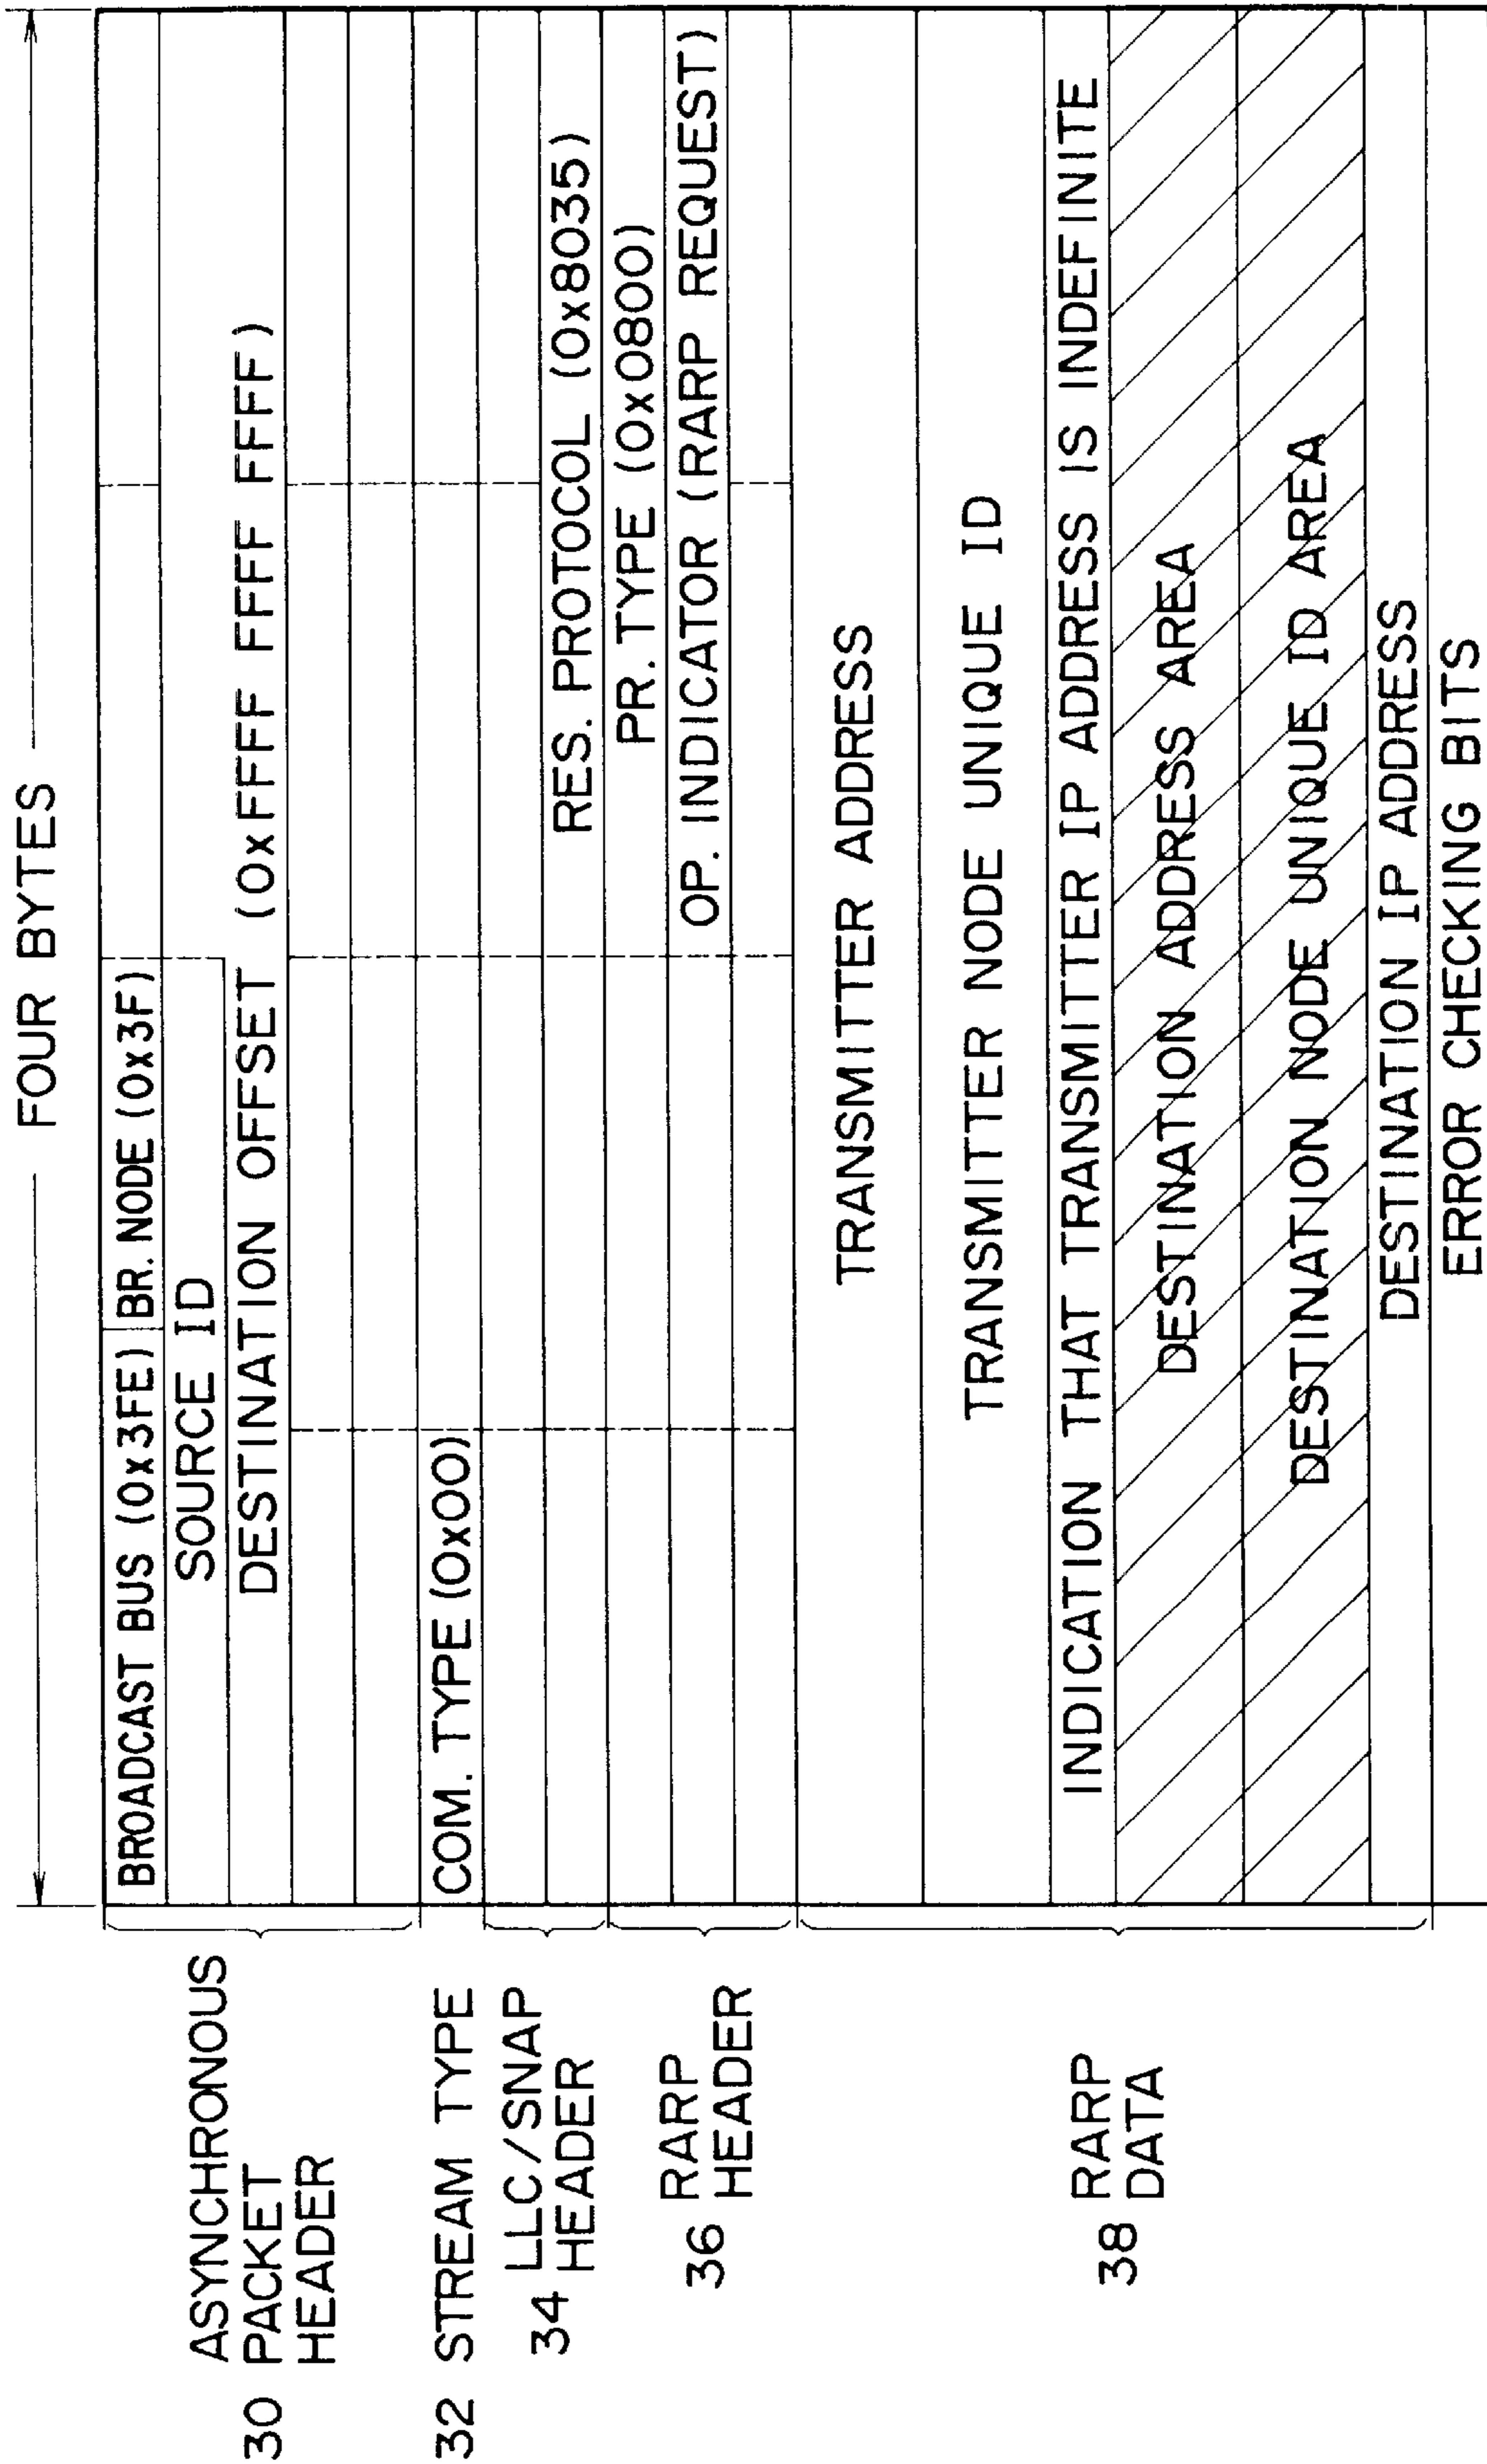 FOUR BYTES
BROADCAST BUS (0x3FE) BR. NODE (0x3F)
SOURCE ID
DESTINATION OFFSET (0xFFFF FFFF FFFF)
COM. TYPE (0x00)
RES. PROTOCOL (0x8035)
PR. TYPE (0x0800)
OP. INDICATOR (RARP REQUEST)
TRANSMITTER ADDRESS
TRANSMITTER NODE UNIQUE ID
INDICATION THAT TRANSMITTER IP ADDRESS IS INDEFINITE
DESTINATION ADDRESS AREA
DESTINATION NODE UNIQUE ID AREA
DESTINATION IP ADDRESS
ERROR CHECKING BITS
ASYNCHRONOUS
30 PACKET
HEADER
32 STREAM TYPE
34 LLC/SNAP
HEADER
36 RARP
HEADER
38 RARP
DATA